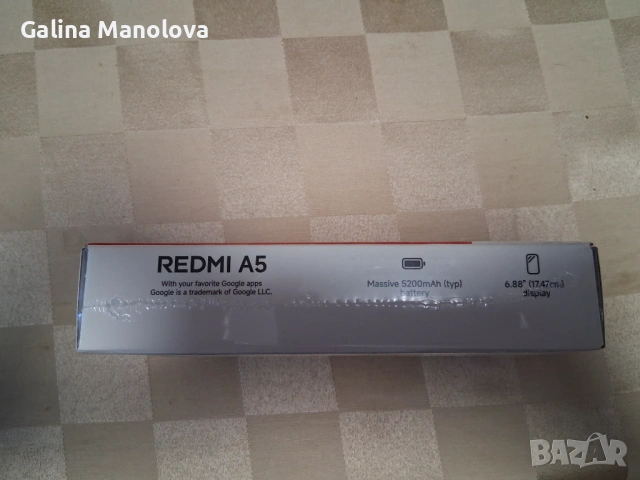 Galina Manolova
REDMI A5
With your favorite Google apps
Google is a trademark of Google LLC.
Massive 5200mAh (typ)
battery
6.88" (17.47cm)
display
BAZAR